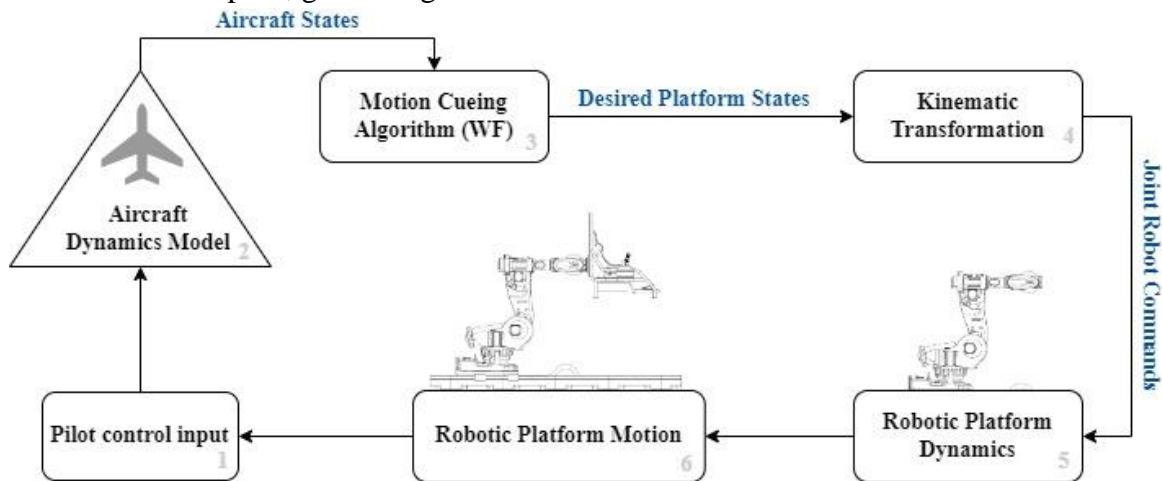 Aircraft States
Motion Cueing
Algorithm (WF)
3
Desired Platform States
Kinematic
Transformation
4
Aircraft
Dynamics Model
2
Joint Robot Commands
Pilot control input
1
Robotic Platform Motion
6
Robotic Platform
Dynamics
5